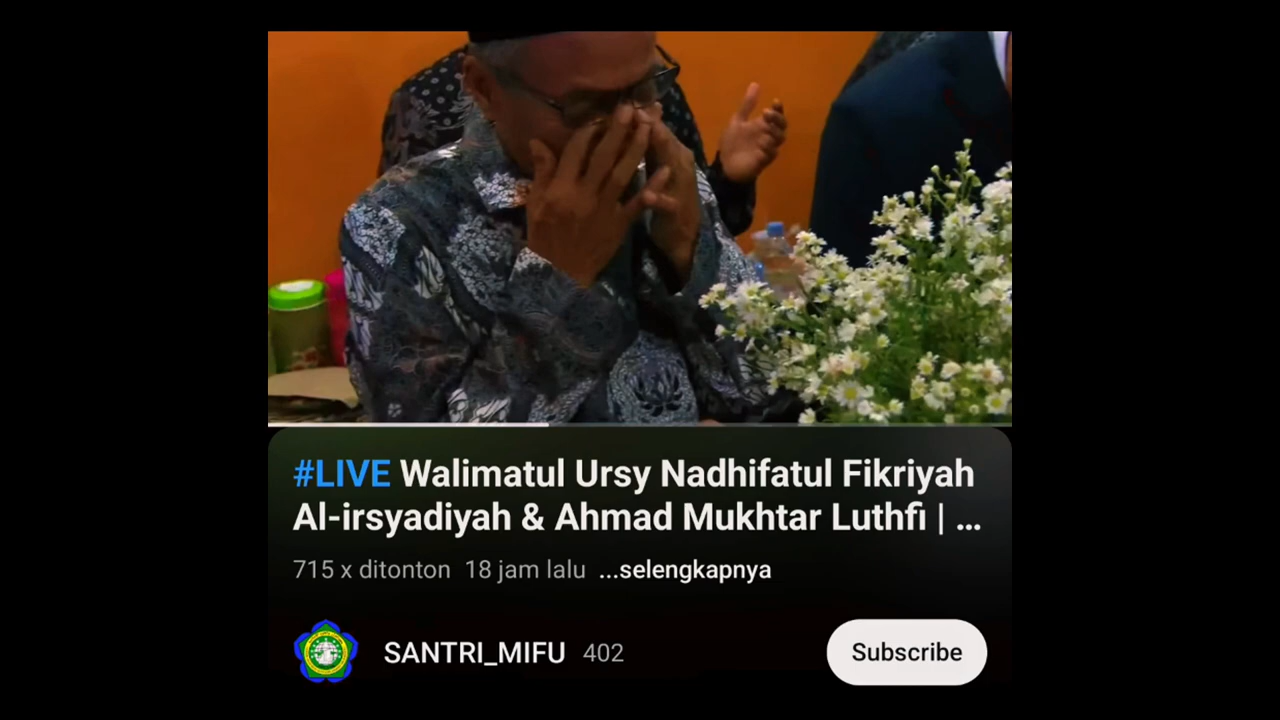 #LIVE Walimatul Ursy Nadhifatul Fikriyah
Al-irsyadiyah & Ahmad Mukhtar Luthfi | ...
715 x ditonton 18 jam lalu ...selengkapnya
SANTRI_MIFU 402
Subscribe